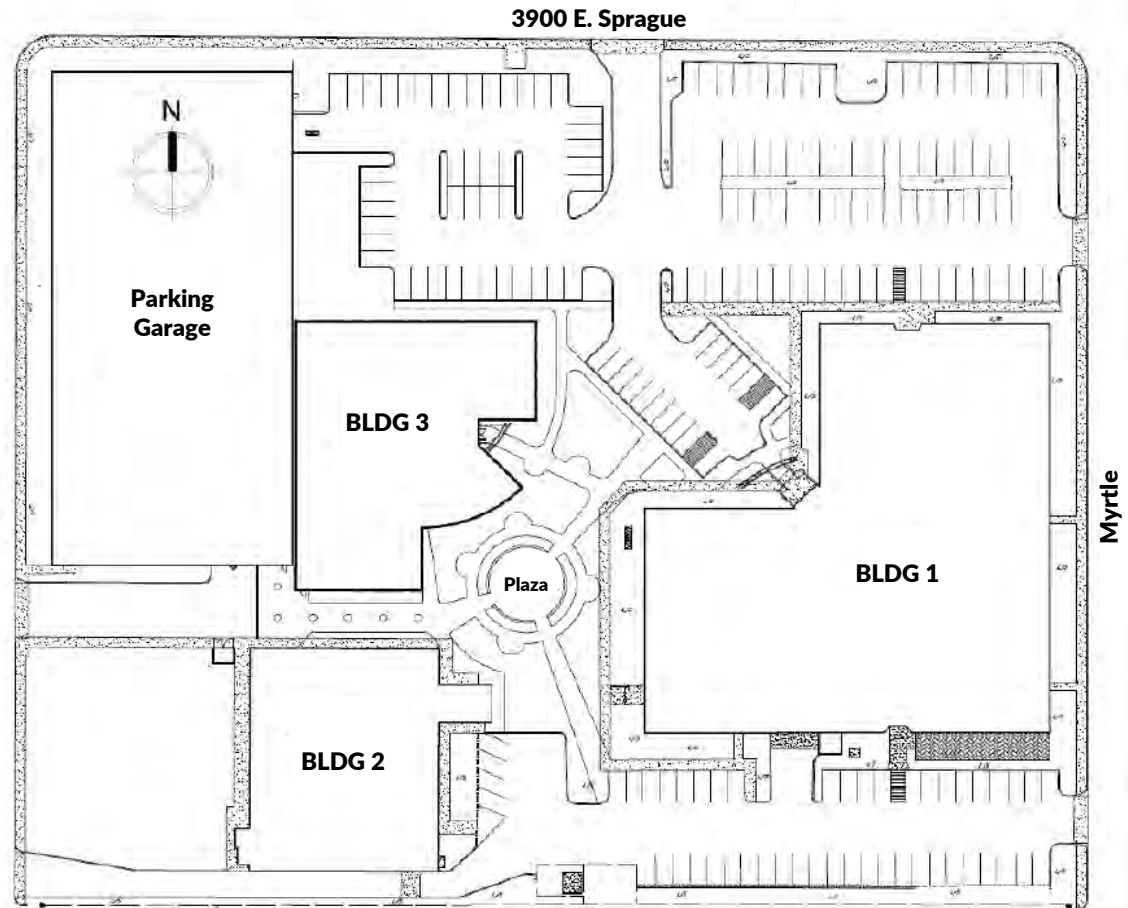 3900 E. Sprague
N
Parking
Garage
BLDG 3
Myrtle
BLDG 1
Plaza
BLDG 2